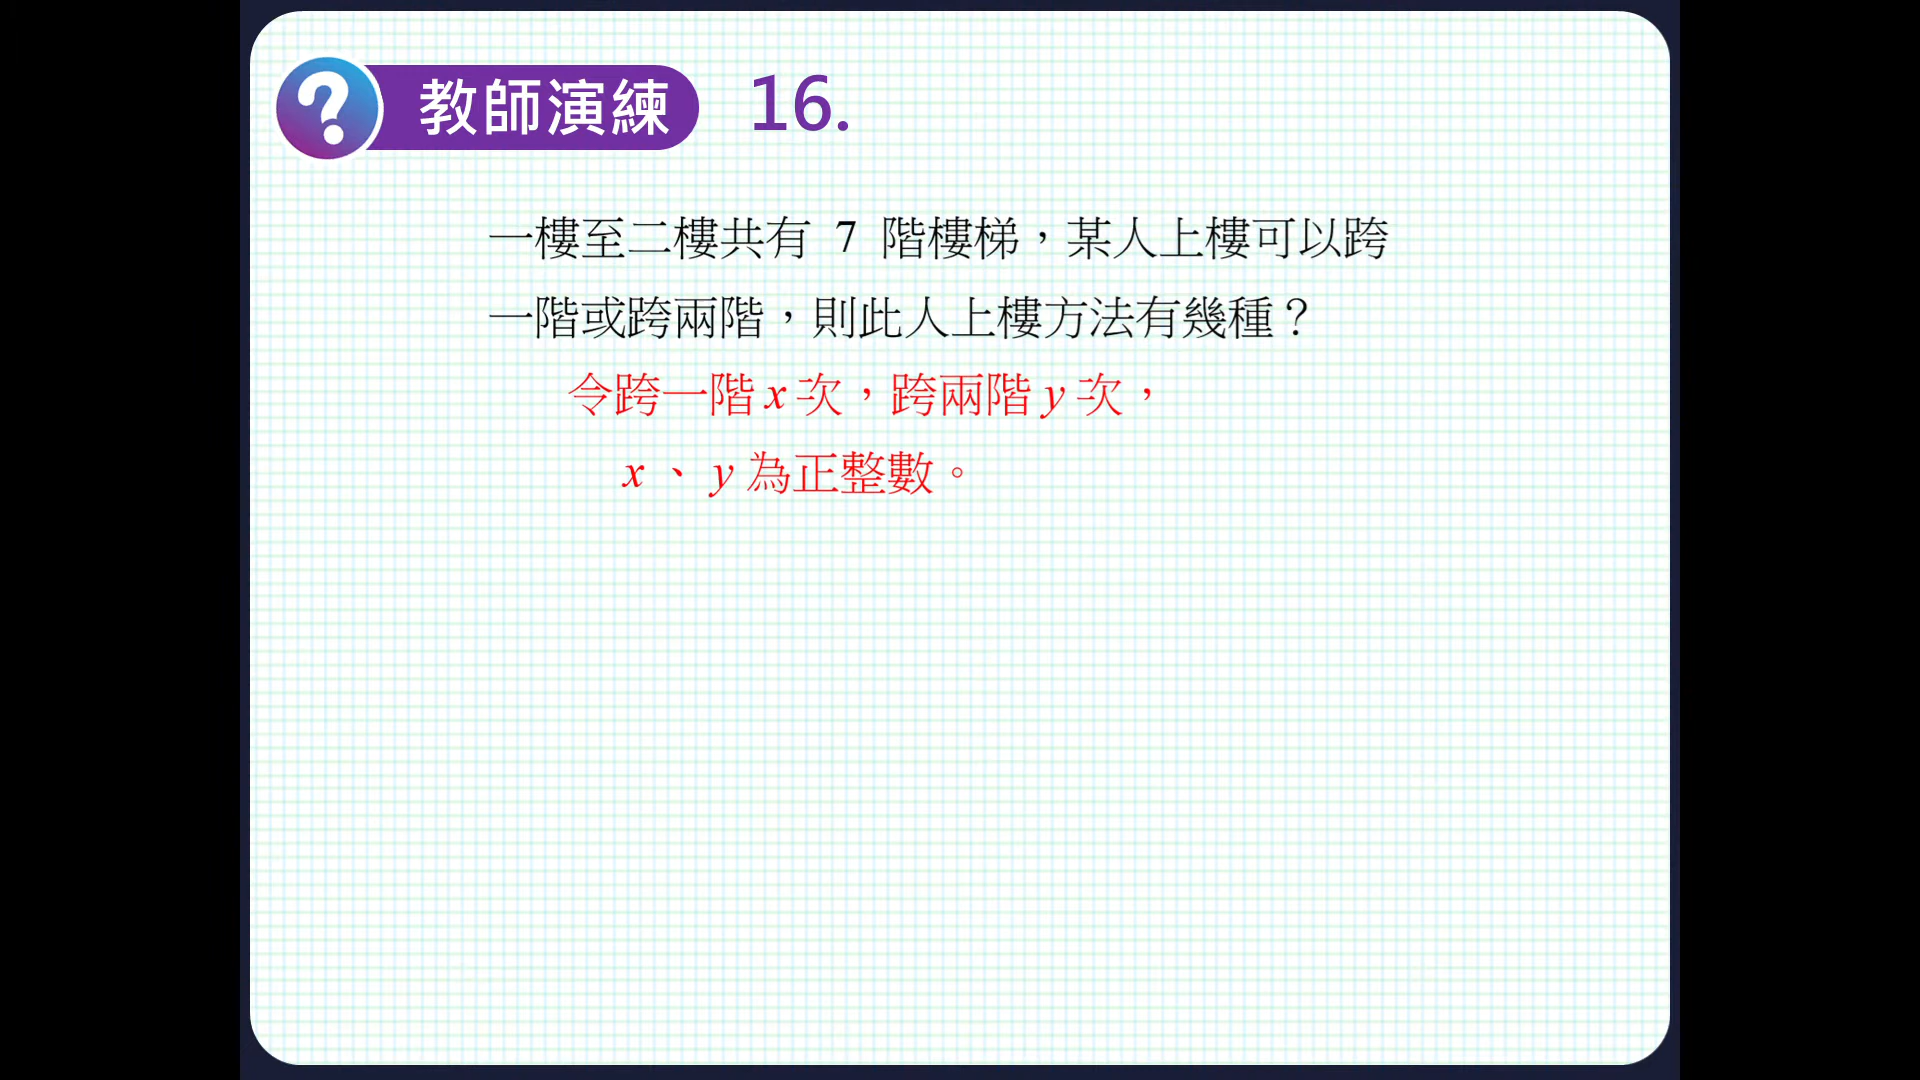 教師演練 16.
一樓至二樓共有 7 階樓梯，某人上樓可以跨
一階或跨兩階，則此人上樓方法有幾種？
令跨一階 x 次，跨兩階 y 次，
x 、 y 為正整數。